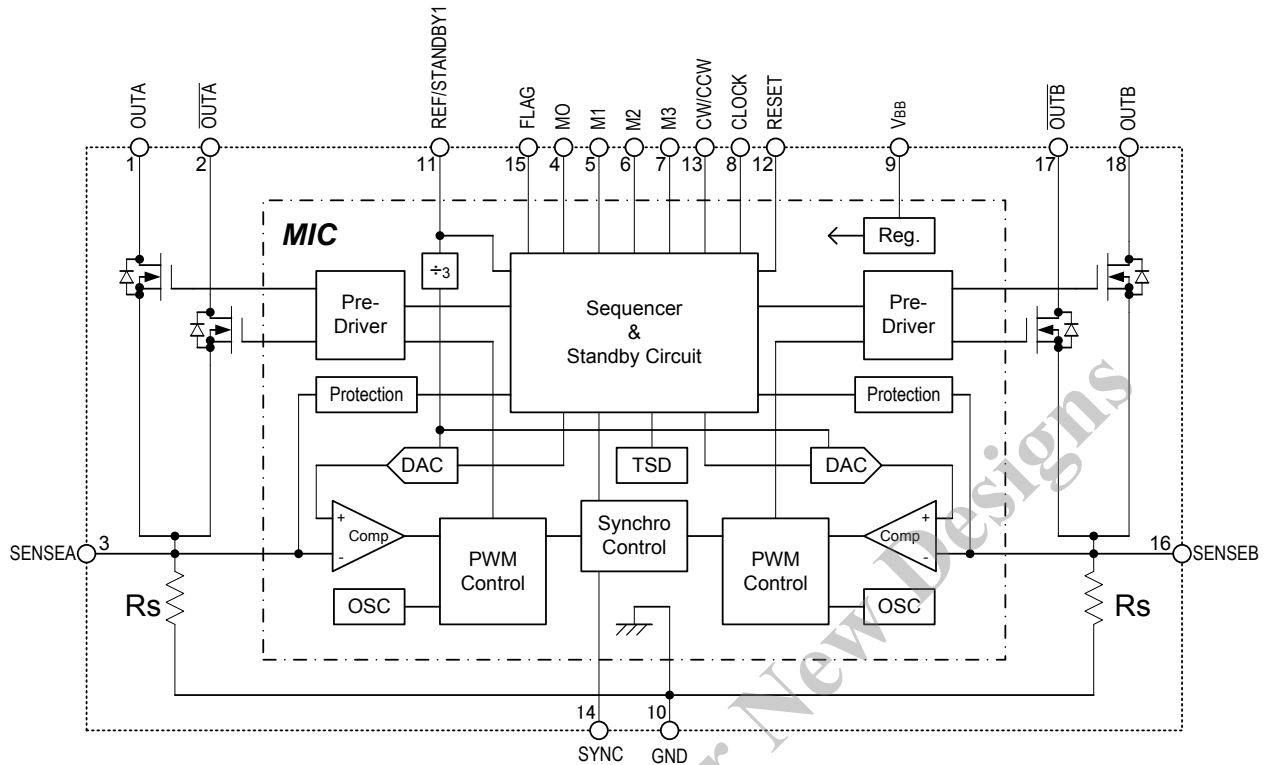 OUTA
OUTA
REF/STANDBY1
FLAG
MO
M1
M2
M3
CW/CCW
CLOCK
RESET
VBB
OUTB
OUTB
1
2
11
15
4
5
6
7
13
8
12
9
17
18
MIC
Reg.
÷3
Pre-
Driver
Sequencer
&
Standby Circuit
Pre-
Driver
Protection
Protection
DAC
TSD
DAC
+
Comp
-
PWM
Control
Synchro
Control
PWM
Control
+
Comp
-
SENSEA
3
16
SENSEB
Rs
OSC
OSC
Rs
14
10
SYNC
GND
r New Designs